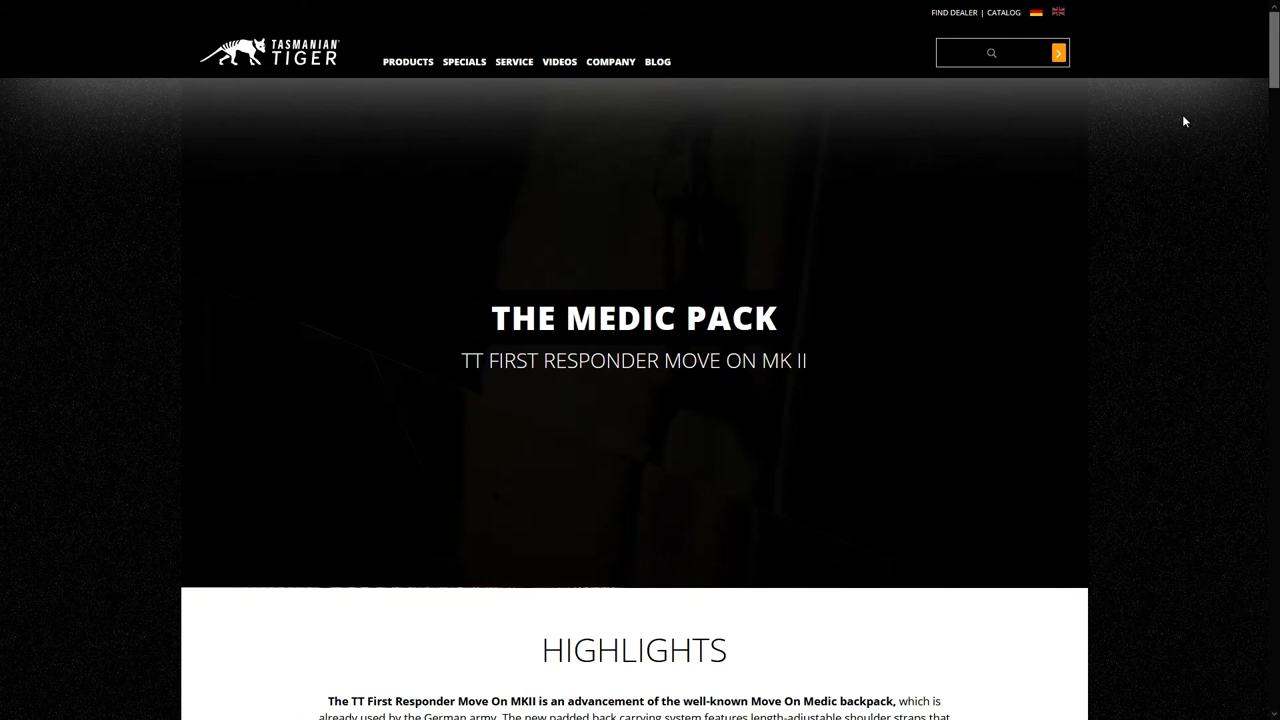 FIND DEALER | CATALOG
TASMANIAN
TIGER
PRODUCTS SPECIALS SERVICE VIDEOS COMPANY BLOG
THE MEDIC PACK
TT FIRST RESPONDER MOVE ON MK II
HIGHLIGHTS
The TT First Responder Move On MKII is an advancement of the well-known Move On Medic backpack, which is
already used by the German army. The new padded back carrying system features length-adjustable shoulder straps that